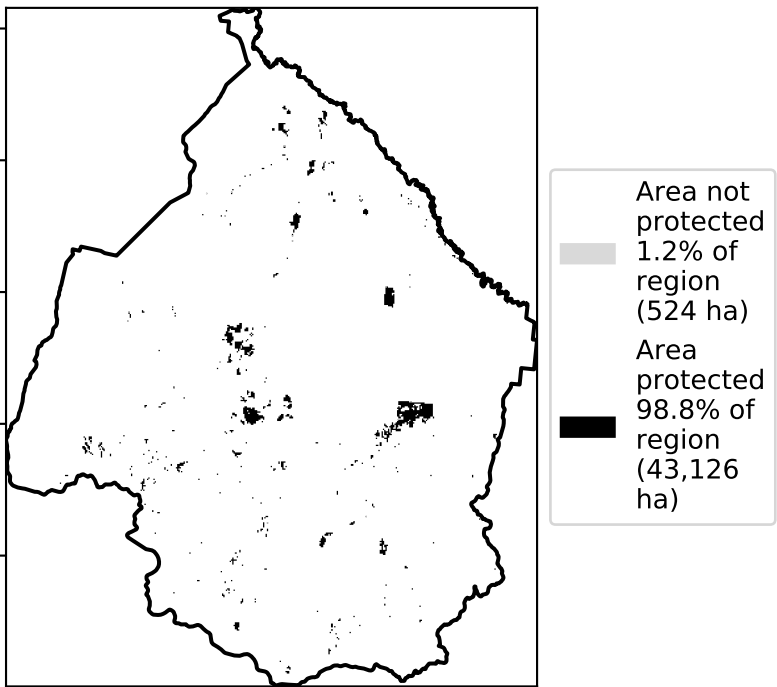 Area not
protected
1.2% of
region
(524 ha)
Area
protected
98.8% of
region
(43,126
ha)